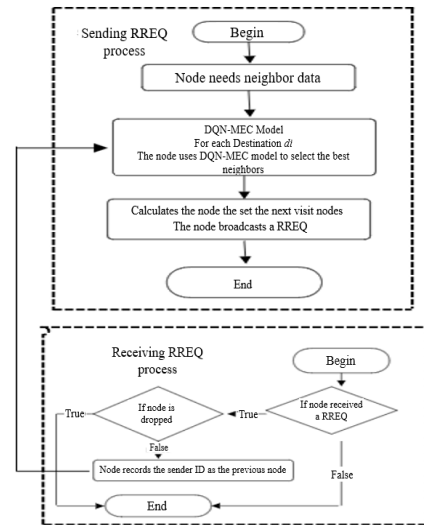 Sending RREQ
process
Begin
Node needs neighbor data
DQN-MEC Model
For each Destination dl
The node uses DQN-MEC model to select the best
neighbors
Calculates the node the set the next visit nodes
The node broadcasts a RREQ
End
Receiving RREQ
process
Begin
If node received
a RREQ
True
If node is
dropped
True
False
Node records the sender ID as the previous node
False
End